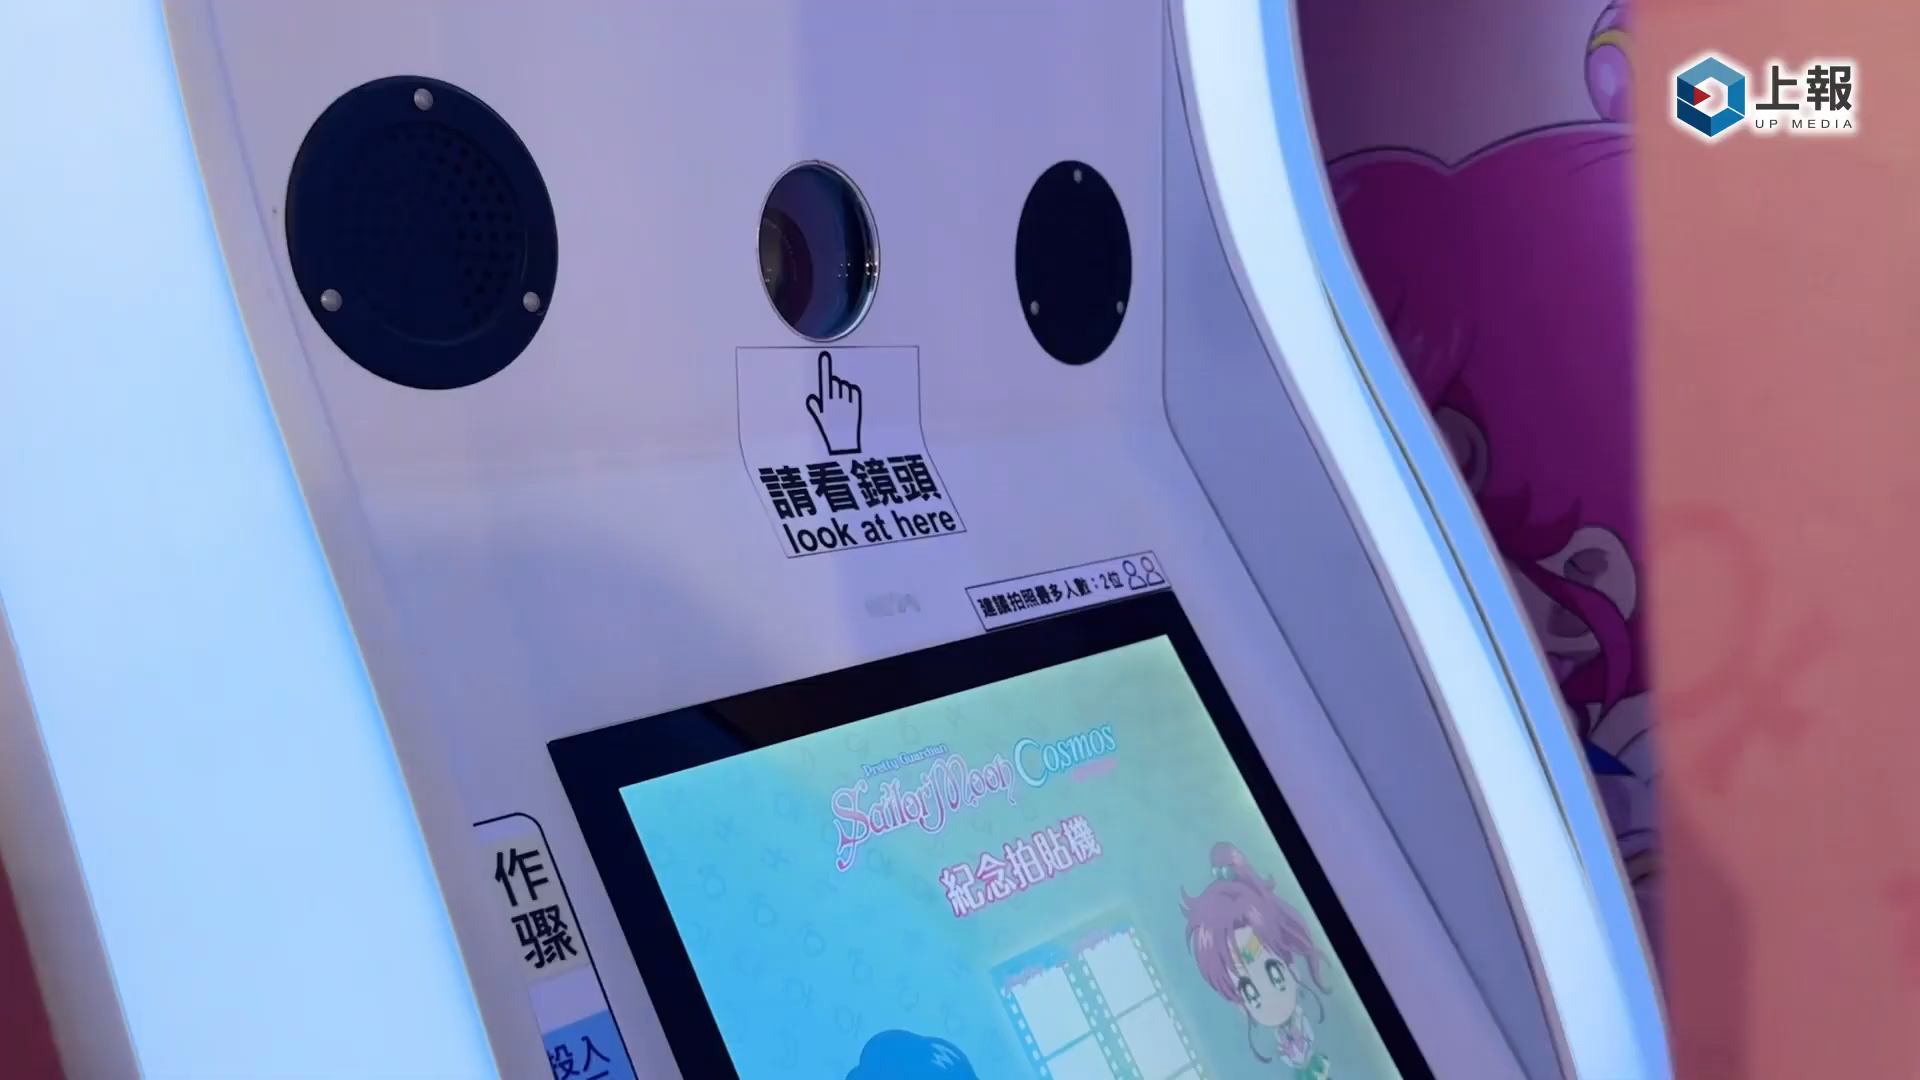 上報
UP MEDIA
請看鏡頭
look at here
建議拍照最多人數：2位
Pretty Guardian
Sailor Moon Cosmos
紀念拍貼機
作
驟
投入